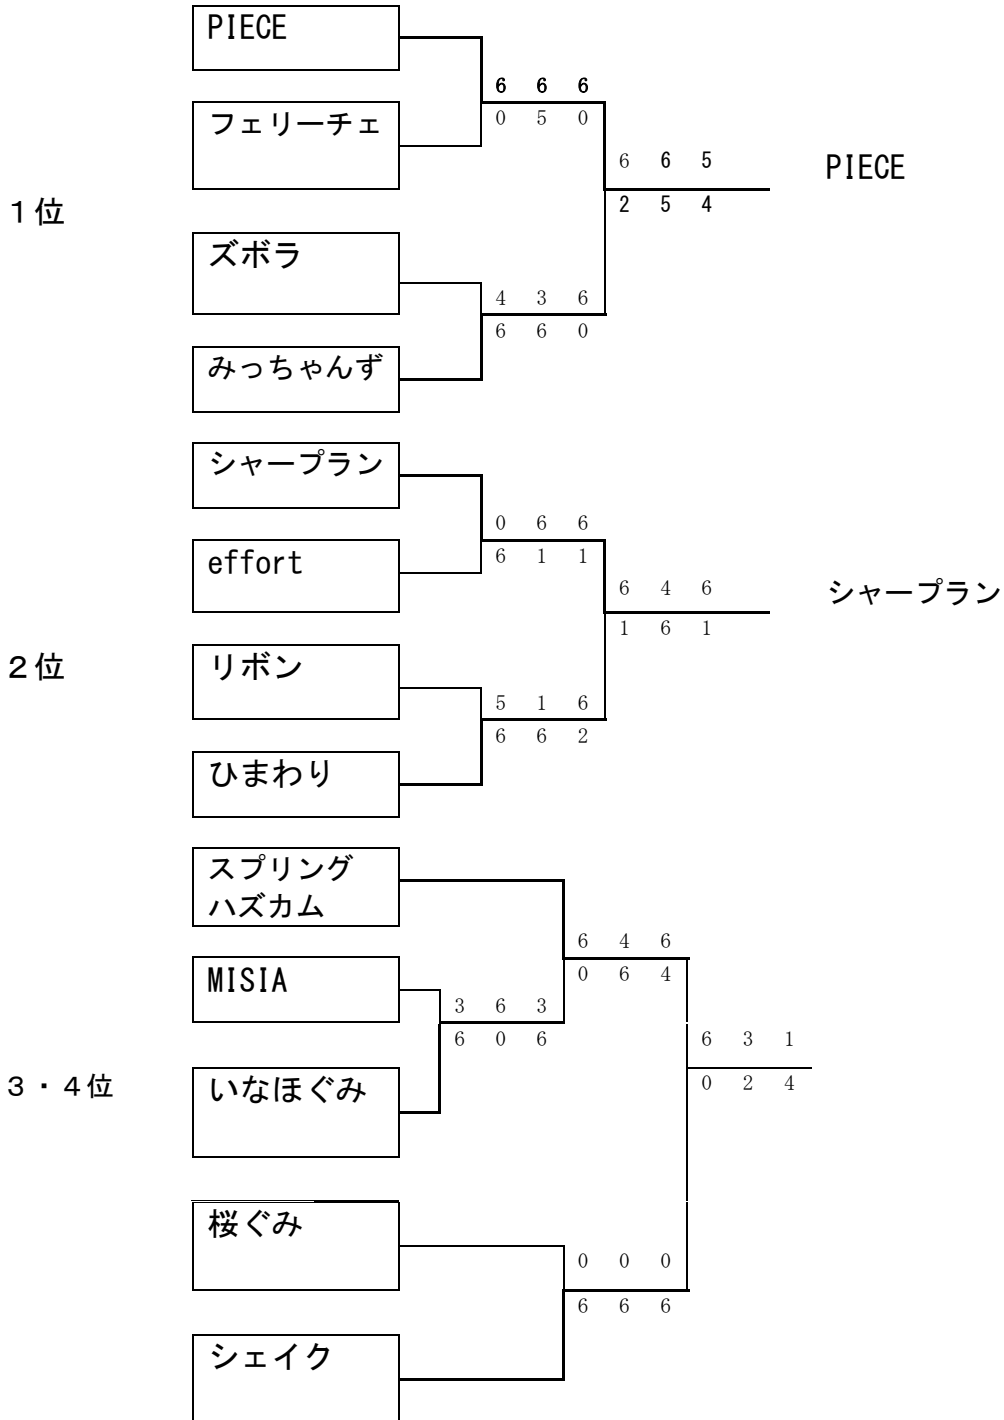 PIECE
6 6 6
0 5 0
フェリーチェ
6 6 5
PIECE
2 5 4
1位
ズボラ
4 3 6
6 6 0
みっちゃんず
シャープラン
0 6 6
6 1 1
effort
6 4 6
シャープラン
1 6 1
2位
リボン
5 1 6
6 6 2
ひまわり
スプリング
ハズカム
6 4 6
0 6 4
MISIA
3 6 3
6 0 6
6 3 1
0 2 4
3・4位
いなほぐみ
桜ぐみ
0 0 0
6 6 6
シェイク